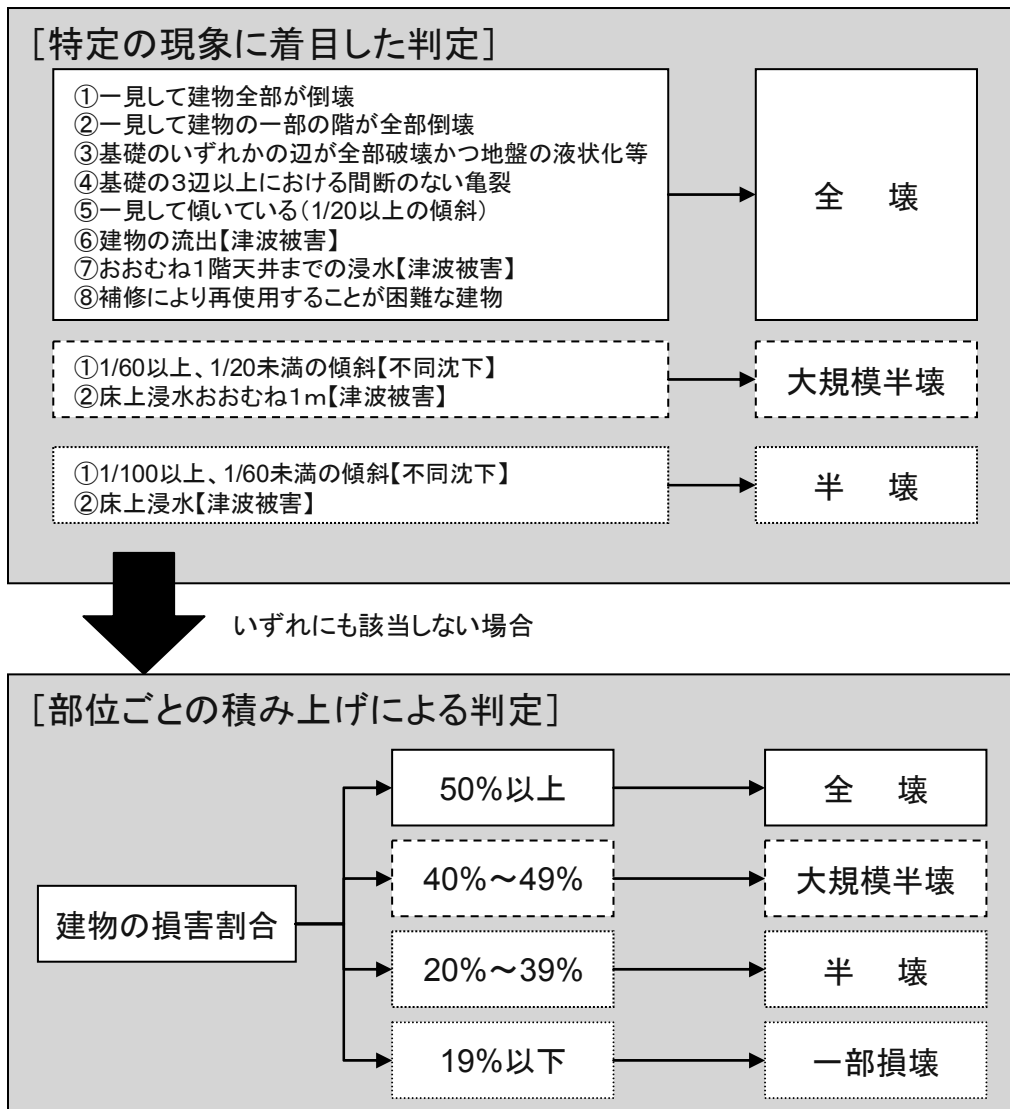 ［特定の現象に着目した判定］
①一見して建物全部が倒壊
②一見して建物の一部の階が全部倒壊
③基礎のいずれかの辺が全部破壊かつ地盤の液状化等
④基礎の３辺以上における間断のない亀裂
⑤一見して傾いている（1/20以上の傾斜）
⑥建物の流出【津波被害】
⑦おおむね１階天井までの浸水【津波被害】
⑧補修により再使用することが困難な建物
全　壊
①1/60以上、1/20未満の傾斜【不同沈下】
②床上浸水おおむね１ｍ【津波被害】
大規模半壊
①1/100以上、1/60未満の傾斜【不同沈下】
②床上浸水【津波被害】
半　壊
いずれにも該当しない場合
［部位ごとの積み上げによる判定］
建物の損害割合
50%以上
全　壊
40%～49%
大規模半壊
20%～39%
半　壊
19%以下
一部損壊